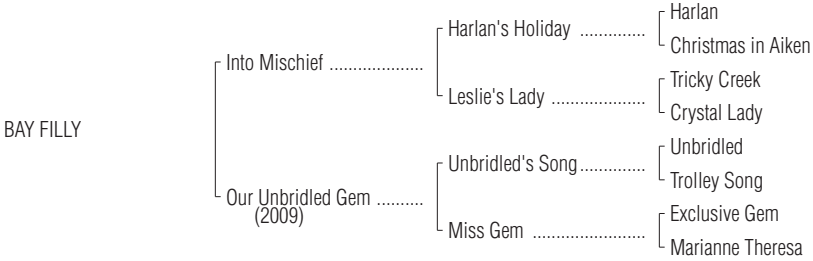 Harlan
Harlan's Holiday ..............
Christmas in Aiken
Into Mischief ....................
Tricky Creek
Leslie's Lady ....................
Crystal Lady
BAY FILLY
Unbridled
Unbridled's Song..............
Trolley Song
Our Unbridled Gem ..........
(2009)
Exclusive Gem
Miss Gem ........................
Marianne Theresa